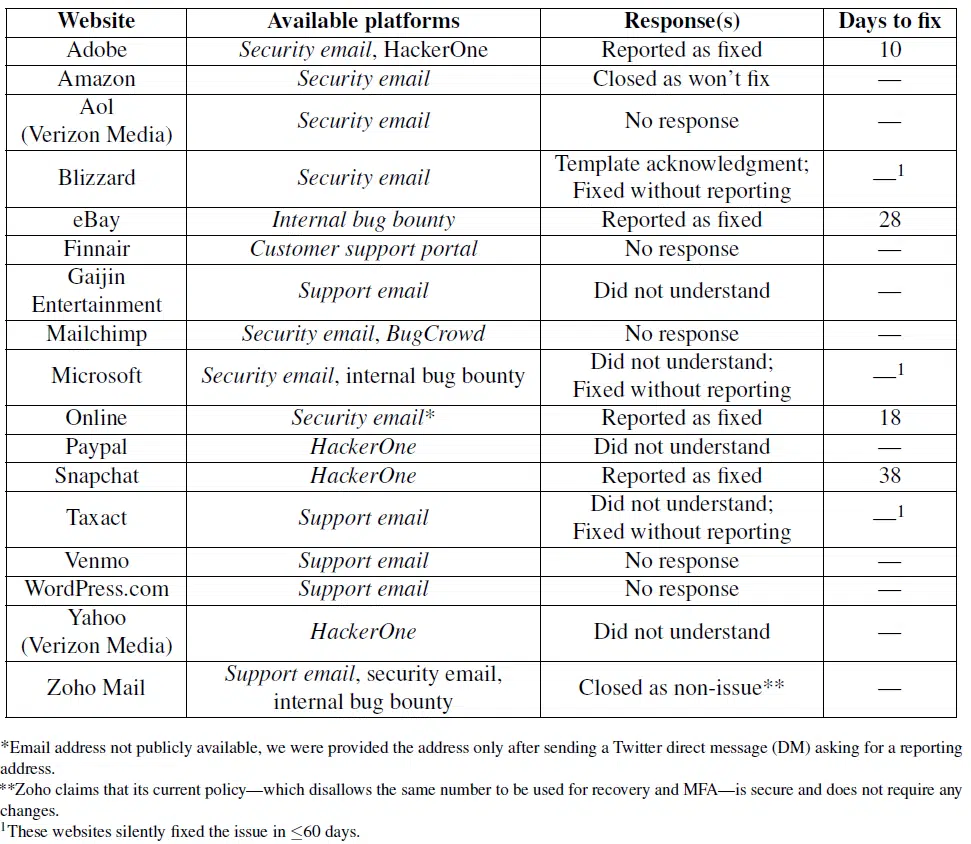 Website Available platforms Response(s) Days to fix
Adobe Security email, HackerOne Reported as fixed 10
Amazon Security email Closed as won't fix —
Aol
(Verizon Media) Security email No response —
Blizzard Security email Template acknowledgment;
Fixed without reporting —1
eBay Internal bug bounty Reported as fixed 28
Finnair Customer support portal No response —
Gaijin
Entertainment Support email Did not understand —
Mailchimp Security email, BugCrowd No response —
Microsoft Security email, internal bug bounty Did not understand;
Fixed without reporting —1
Online Security email* Reported as fixed 18
Paypal HackerOne Did not understand —
Snapchat HackerOne Reported as fixed 38
Taxact Support email Did not understand;
Fixed without reporting —1
Venmo Support email No response —
WordPress.com Support email No response —
Yahoo
(Verizon Media) HackerOne Did not understand —
Zoho Mail Support email, security email,
internal bug bounty Closed as non-issue** —
*Email address not publicly available, we were provided the address only after sending a Twitter direct message (DM) asking for a reporting
address.
**Zoho claims that its current policy—which disallows the same number to be used for recovery and MFA—is secure and does not require any
changes.
1These websites silently fixed the issue in ≤60 days.